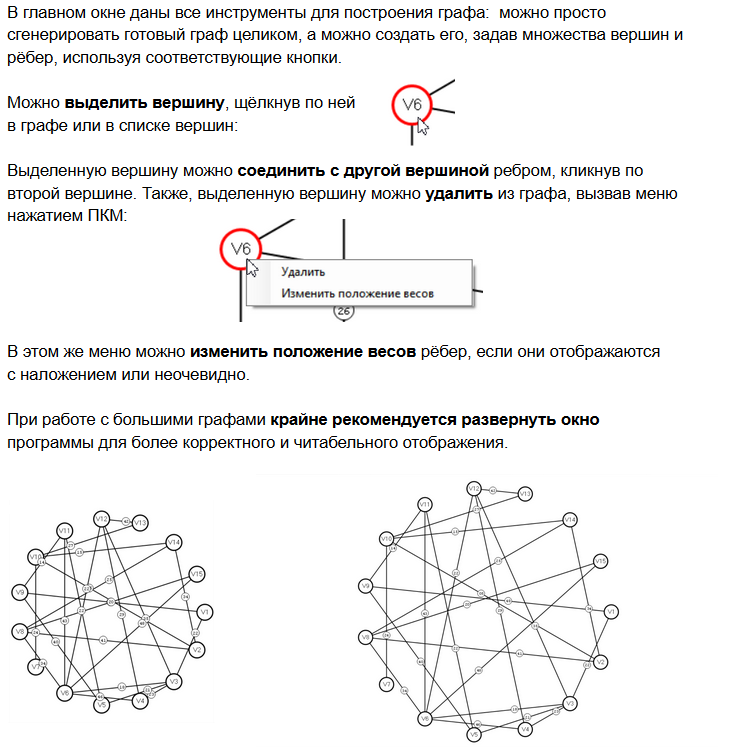 В главном окне даны все инструменты для построения графа:  можно просто
сгенерировать готовый граф целиком, а можно создать его, задав множества вершин и
рёбер, используя соответствующие кнопки.
Можно выделить вершину, щёлкнув по ней
в графе или в списке вершин:
V6
Выделенную вершину можно соединить с другой вершиной ребром, кликнув по
второй вершине. Также, выделенную вершину можно удалить из графа, вызвав меню
нажатием ПКМ:
V6
Удалить
Изменить положение весов
26
В этом же меню можно изменить положение весов рёбер, если они отображаются
с наложением или неочевидно.
При работе с большими графами крайне рекомендуется развернуть окно
программы для более корректного и читабельного отображения.
V12
V13
V11
V14
V10
V15
V9
V1
V8
V2
V7
V3
V6
V5
V4
V12
V13
V11
V14
V10
V15
V9
V1
V8
V2
V7
V3
V6
V4
V5